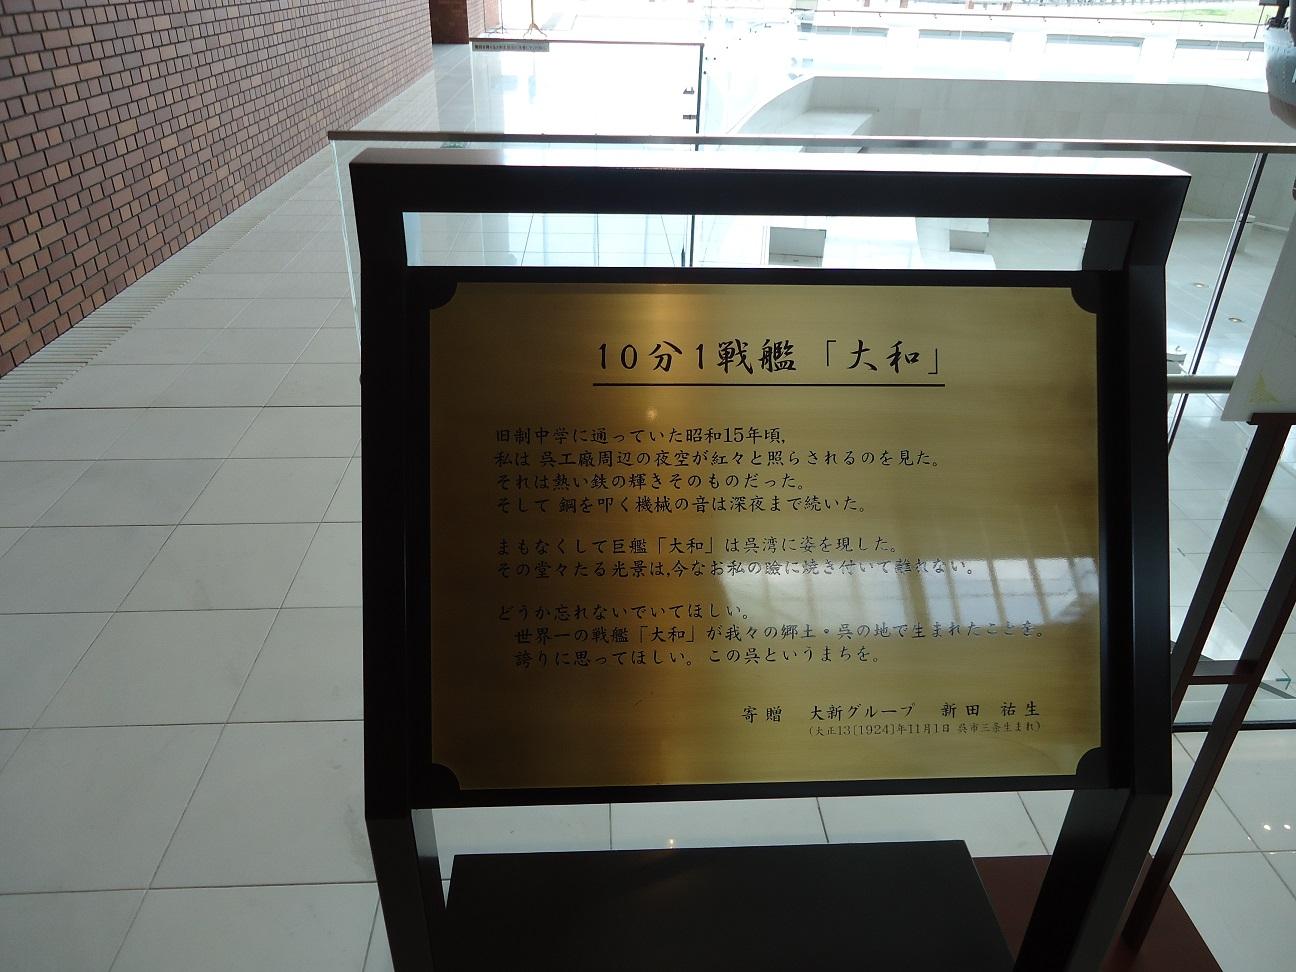 10分1戦艦「大和」
旧制中学に通っていた昭和15年頃,
私は 呉工廠周辺の夜空が紅々と照らされるのを見た。
それは熱い鉄の輝きそのものだった。
そして 鋼を叩く機械の音は深夜まで続いた。
まもなくして巨艦「大和」は呉湾に姿を現した。
その堂々たる光景は,今なお私の瞼に焼き付いて離れない。
どうか忘れないでいてほしい。
世界一の戦艦「大和」が我々の郷土・呉の地で生まれたことを。
誇りに思ってほしい。この呉というまちを。
寄贈 大新グループ 新田 祐生
(大正13[1924]年11月1日 呉市三条生まれ)